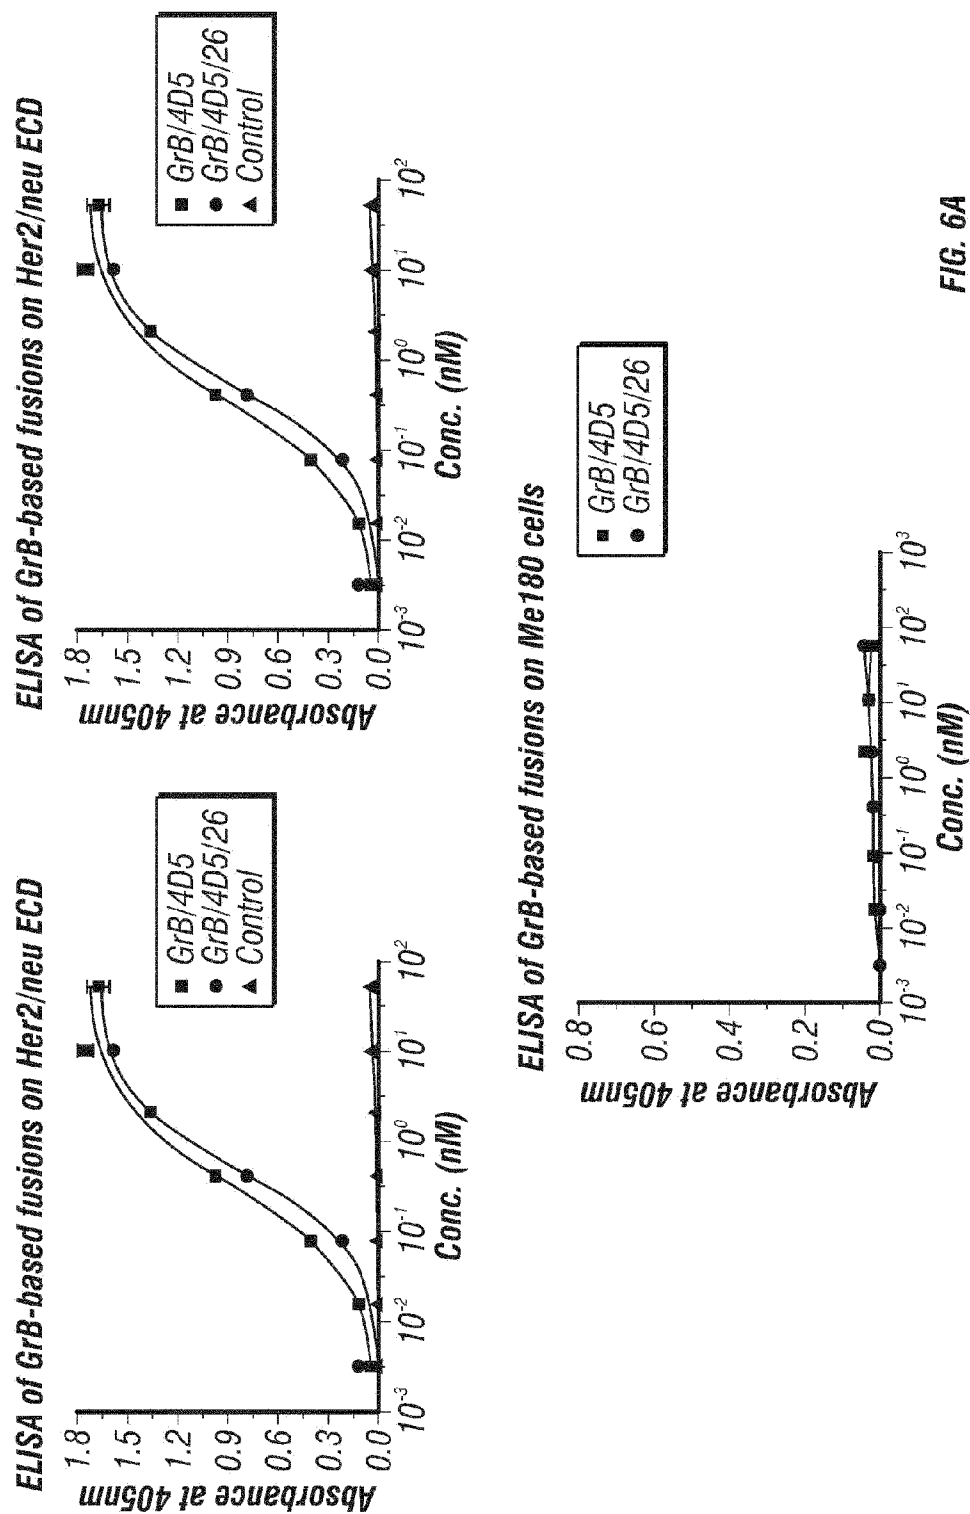 ELISA of GrB-based fusions on Her2/neu ECD
Absorbance at 405nm
1.8
1.5
1.2
0.9
0.6
0.3
0.0
10-3
10-2
10-1
100
101
102
Conc. (nM)
GrB/4D5
GrB/4D5/26
Control
ELISA of GrB-based fusions on Her2/neu ECD
Absorbance at 405nm
1.8
1.5
1.2
0.9
0.6
0.3
0.0
10-3
10-2
10-1
100
101
102
Conc. (nM)
GrB/4D5
GrB/4D5/26
Control
ELISA of GrB-based fusions on Me180 cells
Absorbance at 405nm
0.8
0.6
0.4
0.2
0.0
10-3
10-2
10-1
100
101
102
103
Conc. (nM)
GrB/4D5
GrB/4D5/26
FIG. 6A